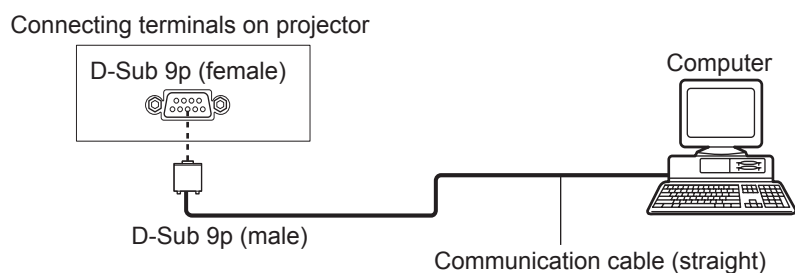 Connecting terminals on projector
D-Sub 9p (female)
Computer
D-Sub 9p (male)
Communication cable (straight)